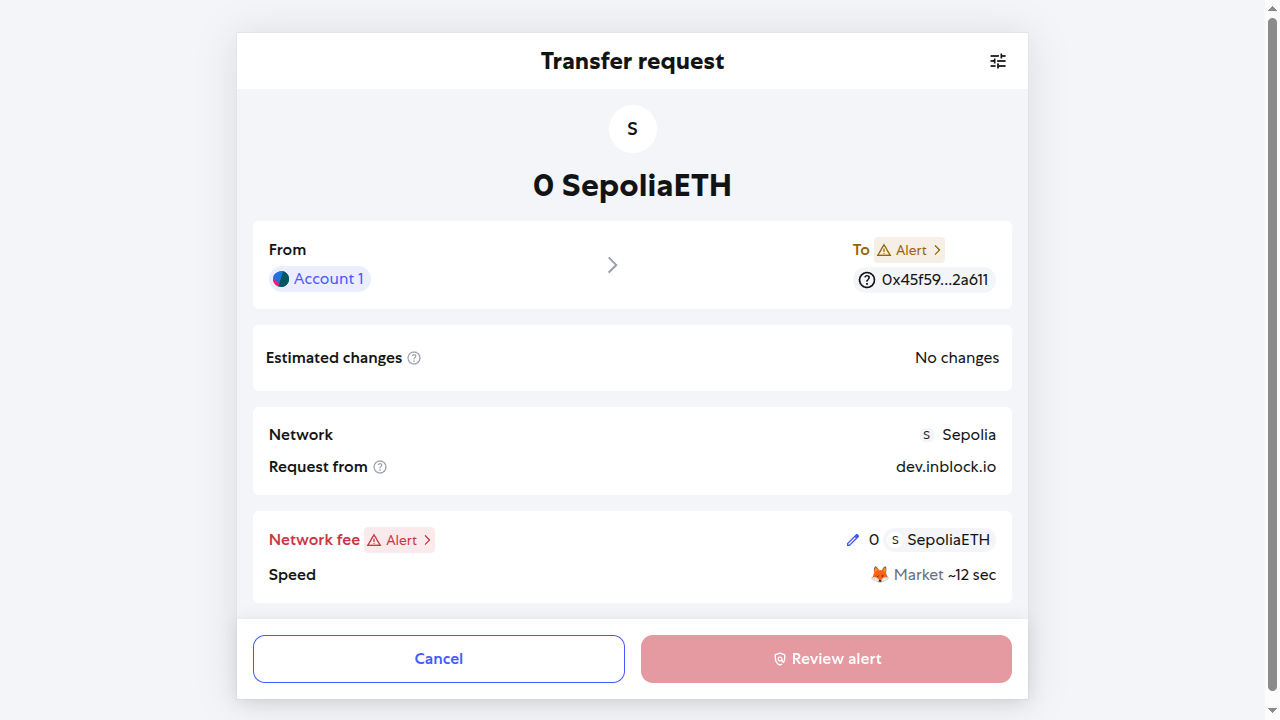 Transfer request
S
0 SepoliaETH
From
Account 1
To Alert
0x45f59...2a611
Estimated changes
No changes
Network
S Sepolia
Request from
dev.inblock.io
Network fee Alert
0 S SepoliaETH
Speed
Market ~12 sec
Cancel
Review alert